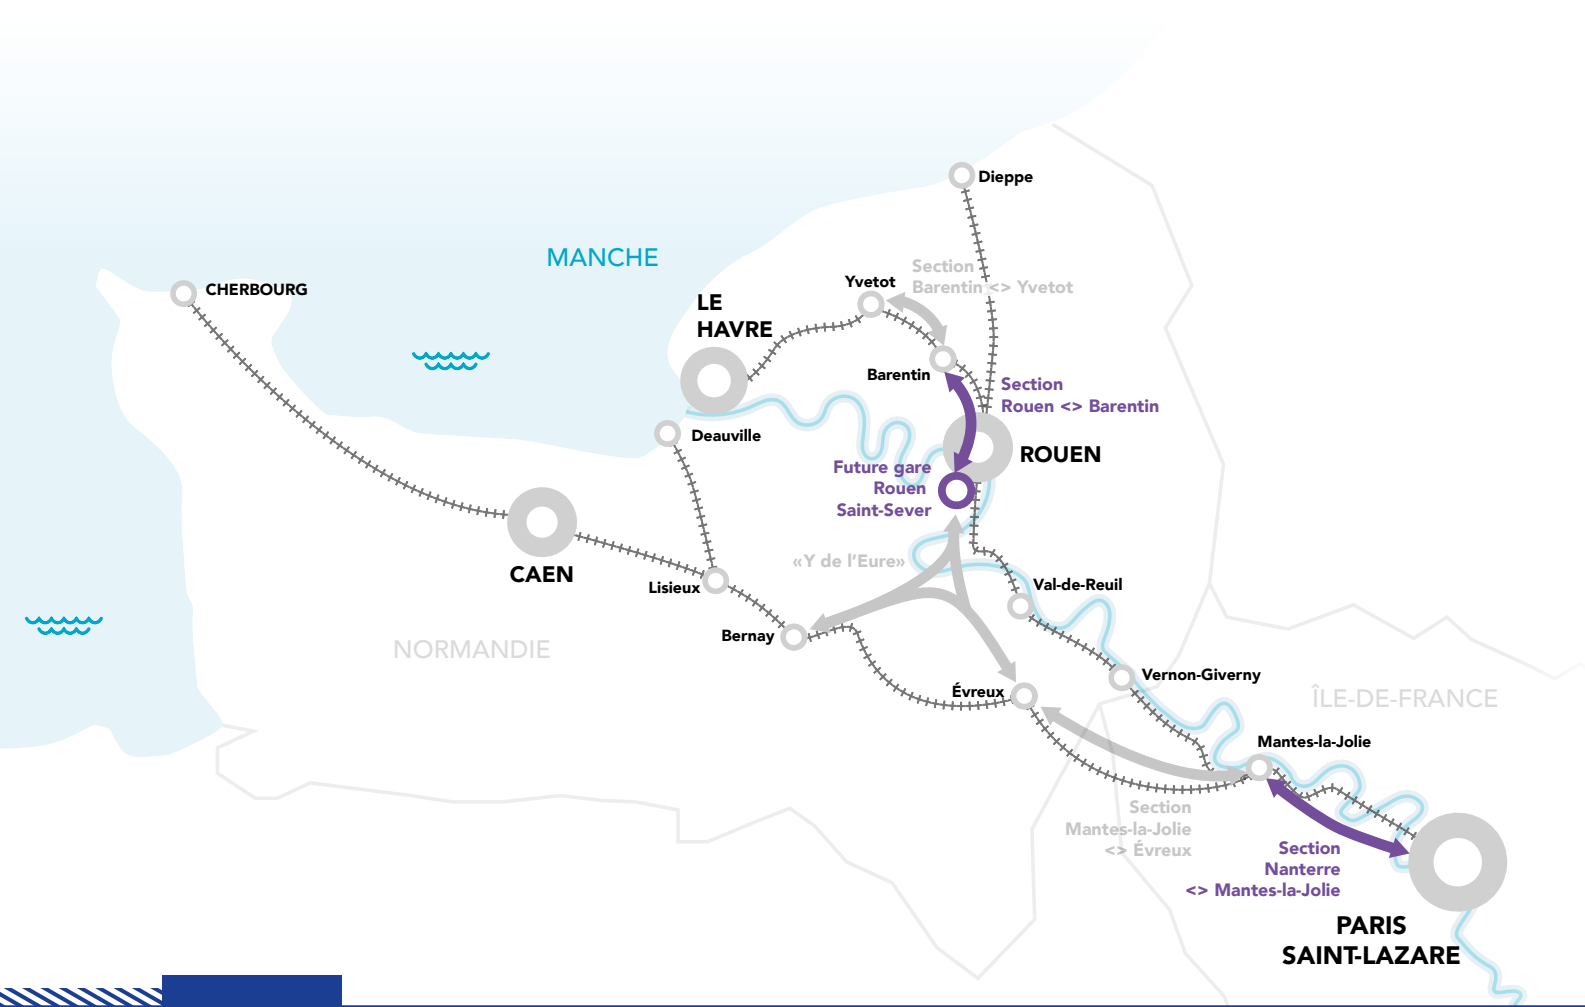 Dieppe
MANCHE
CHERBOURG
Section
Barentin <> Yvetot
Yvetot
LE
HAVRE
Barentin
Section
Rouen <> Barentin
Deauville
ROUEN
Future gare
Rouen
Saint-Sever
CAEN
«Y de l'Eure»
Lisieux
Val-de-Reuil
Bernay
NORMANDIE
Vernon-Giverny
Évreux
ÎLE-DE-FRANCE
Mantes-la-Jolie
Section
Mantes-la-Jolie
<> Évreux
Section
Nanterre
<> Mantes-la-Jolie
PARIS
SAINT-LAZARE